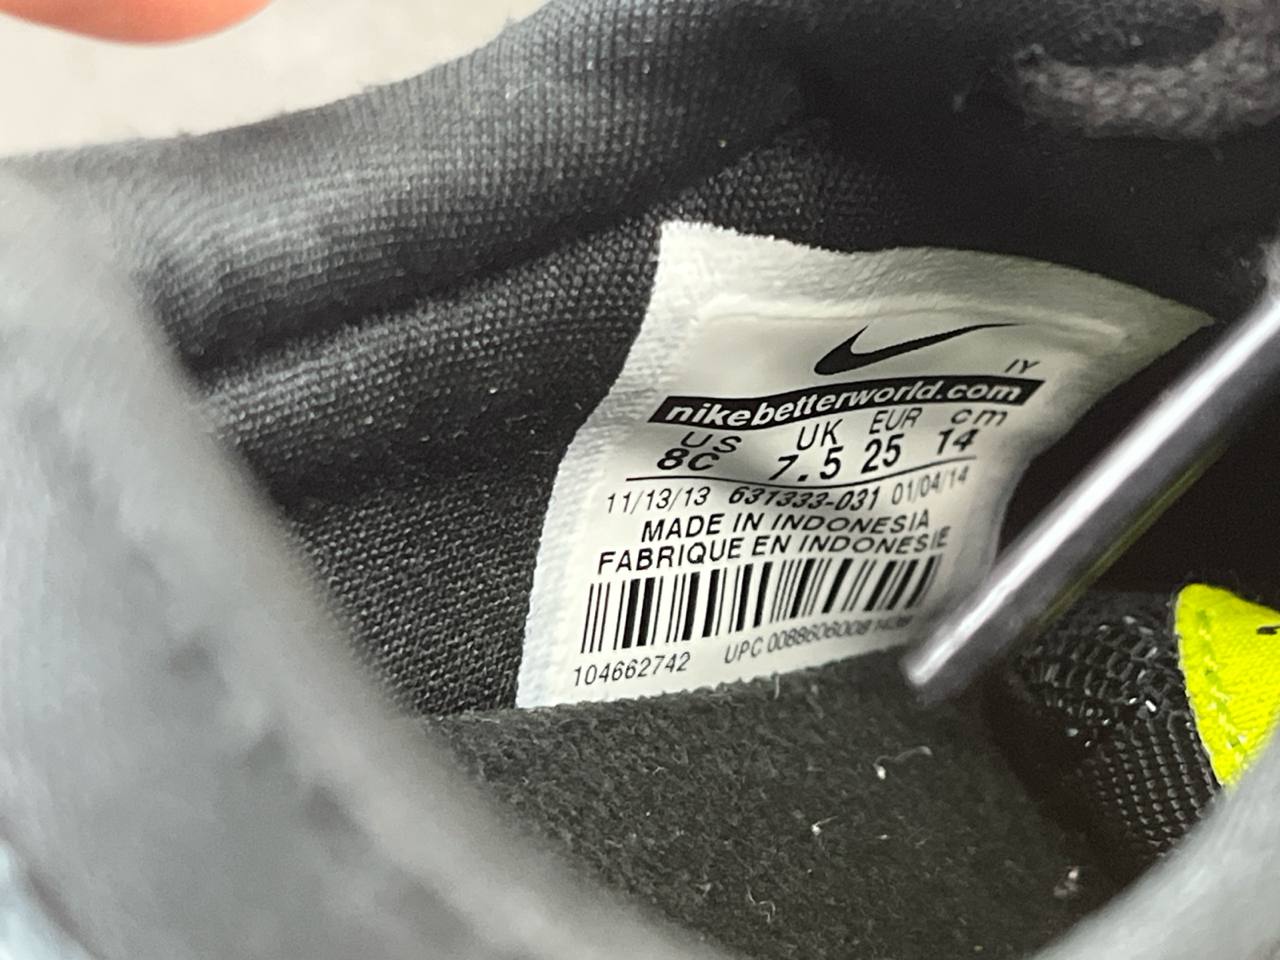 IY
nikebetterworld.com
US UK EUR cm
8C 7.5 25 14
11/13/13 631333-031 01/04/14
MADE IN INDONESIA
FABRIQUE EN INDONESIE
104662742 UPC